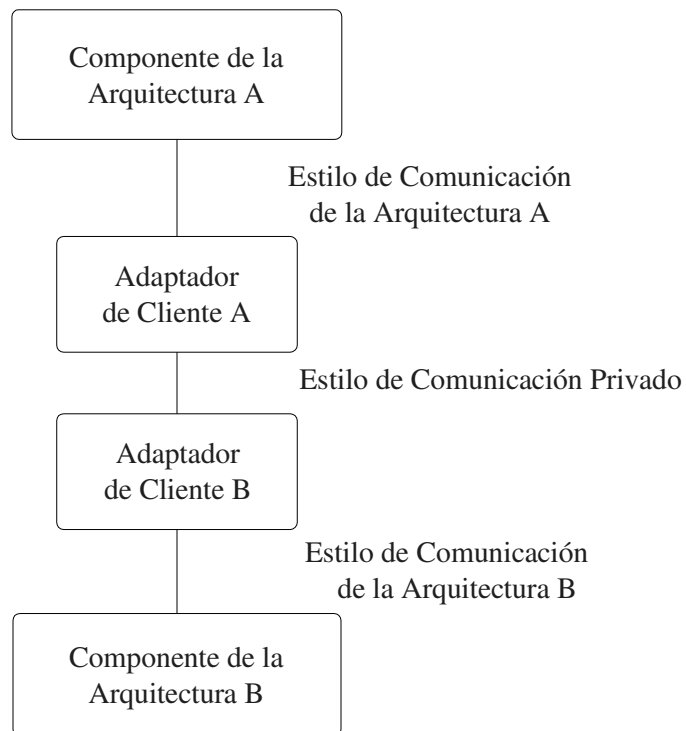 Componente de la
Arquitectura A
Estilo de Comunicación
de la Arquitectura A
Adaptador
de Cliente A
Estilo de Comunicación Privado
Adaptador
de Cliente B
Estilo de Comunicación
de la Arquitectura B
Componente de la
Arquitectura B